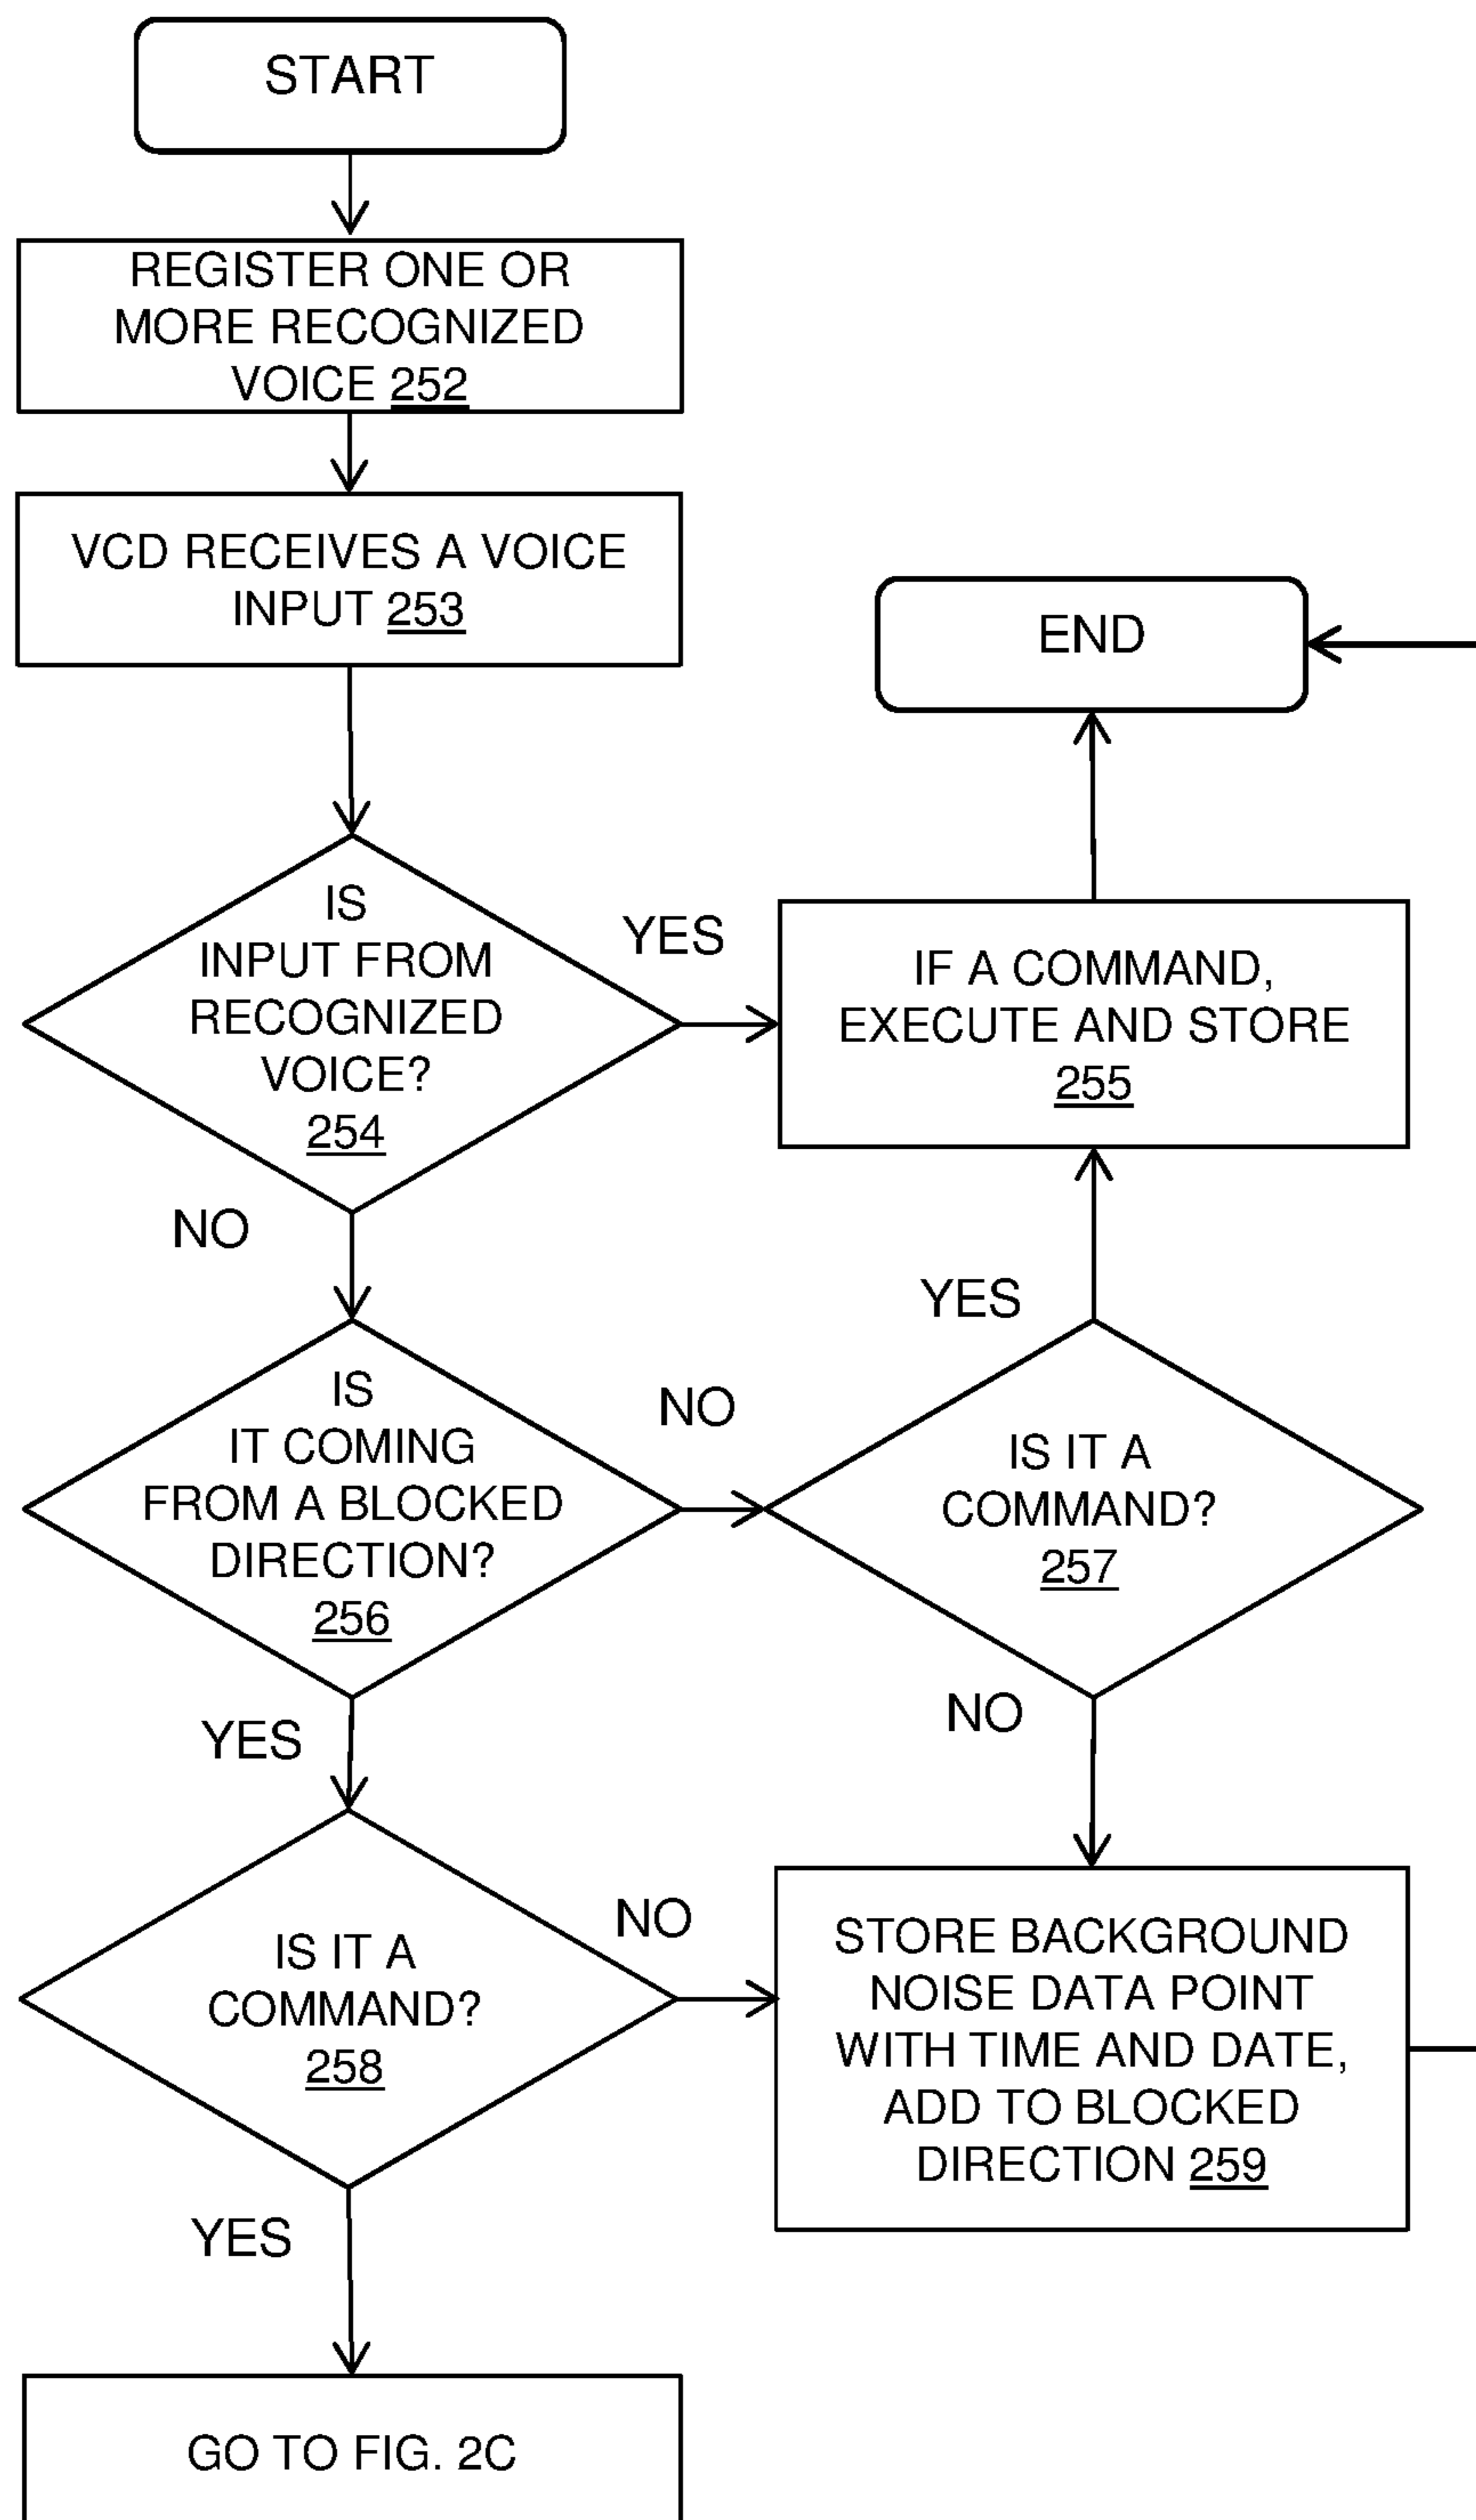 START
REGISTER ONE OR
MORE RECOGNIZED
VOICE 252
VCD RECEIVES A VOICE
INPUT 253
END
IS
INPUT FROM
RECOGNIZED
VOICE?
254
YES
NO
IF A COMMAND,
EXECUTE AND STORE
255
IS
IT COMING
FROM A BLOCKED
DIRECTION?
256
NO
YES
YES
IS IT A
COMMAND?
257
NO
IS IT A
COMMAND?
258
NO
YES
STORE BACKGROUND
NOISE DATA POINT
WITH TIME AND DATE,
ADD TO BLOCKED
DIRECTION 259
GO TO FIG. 2C